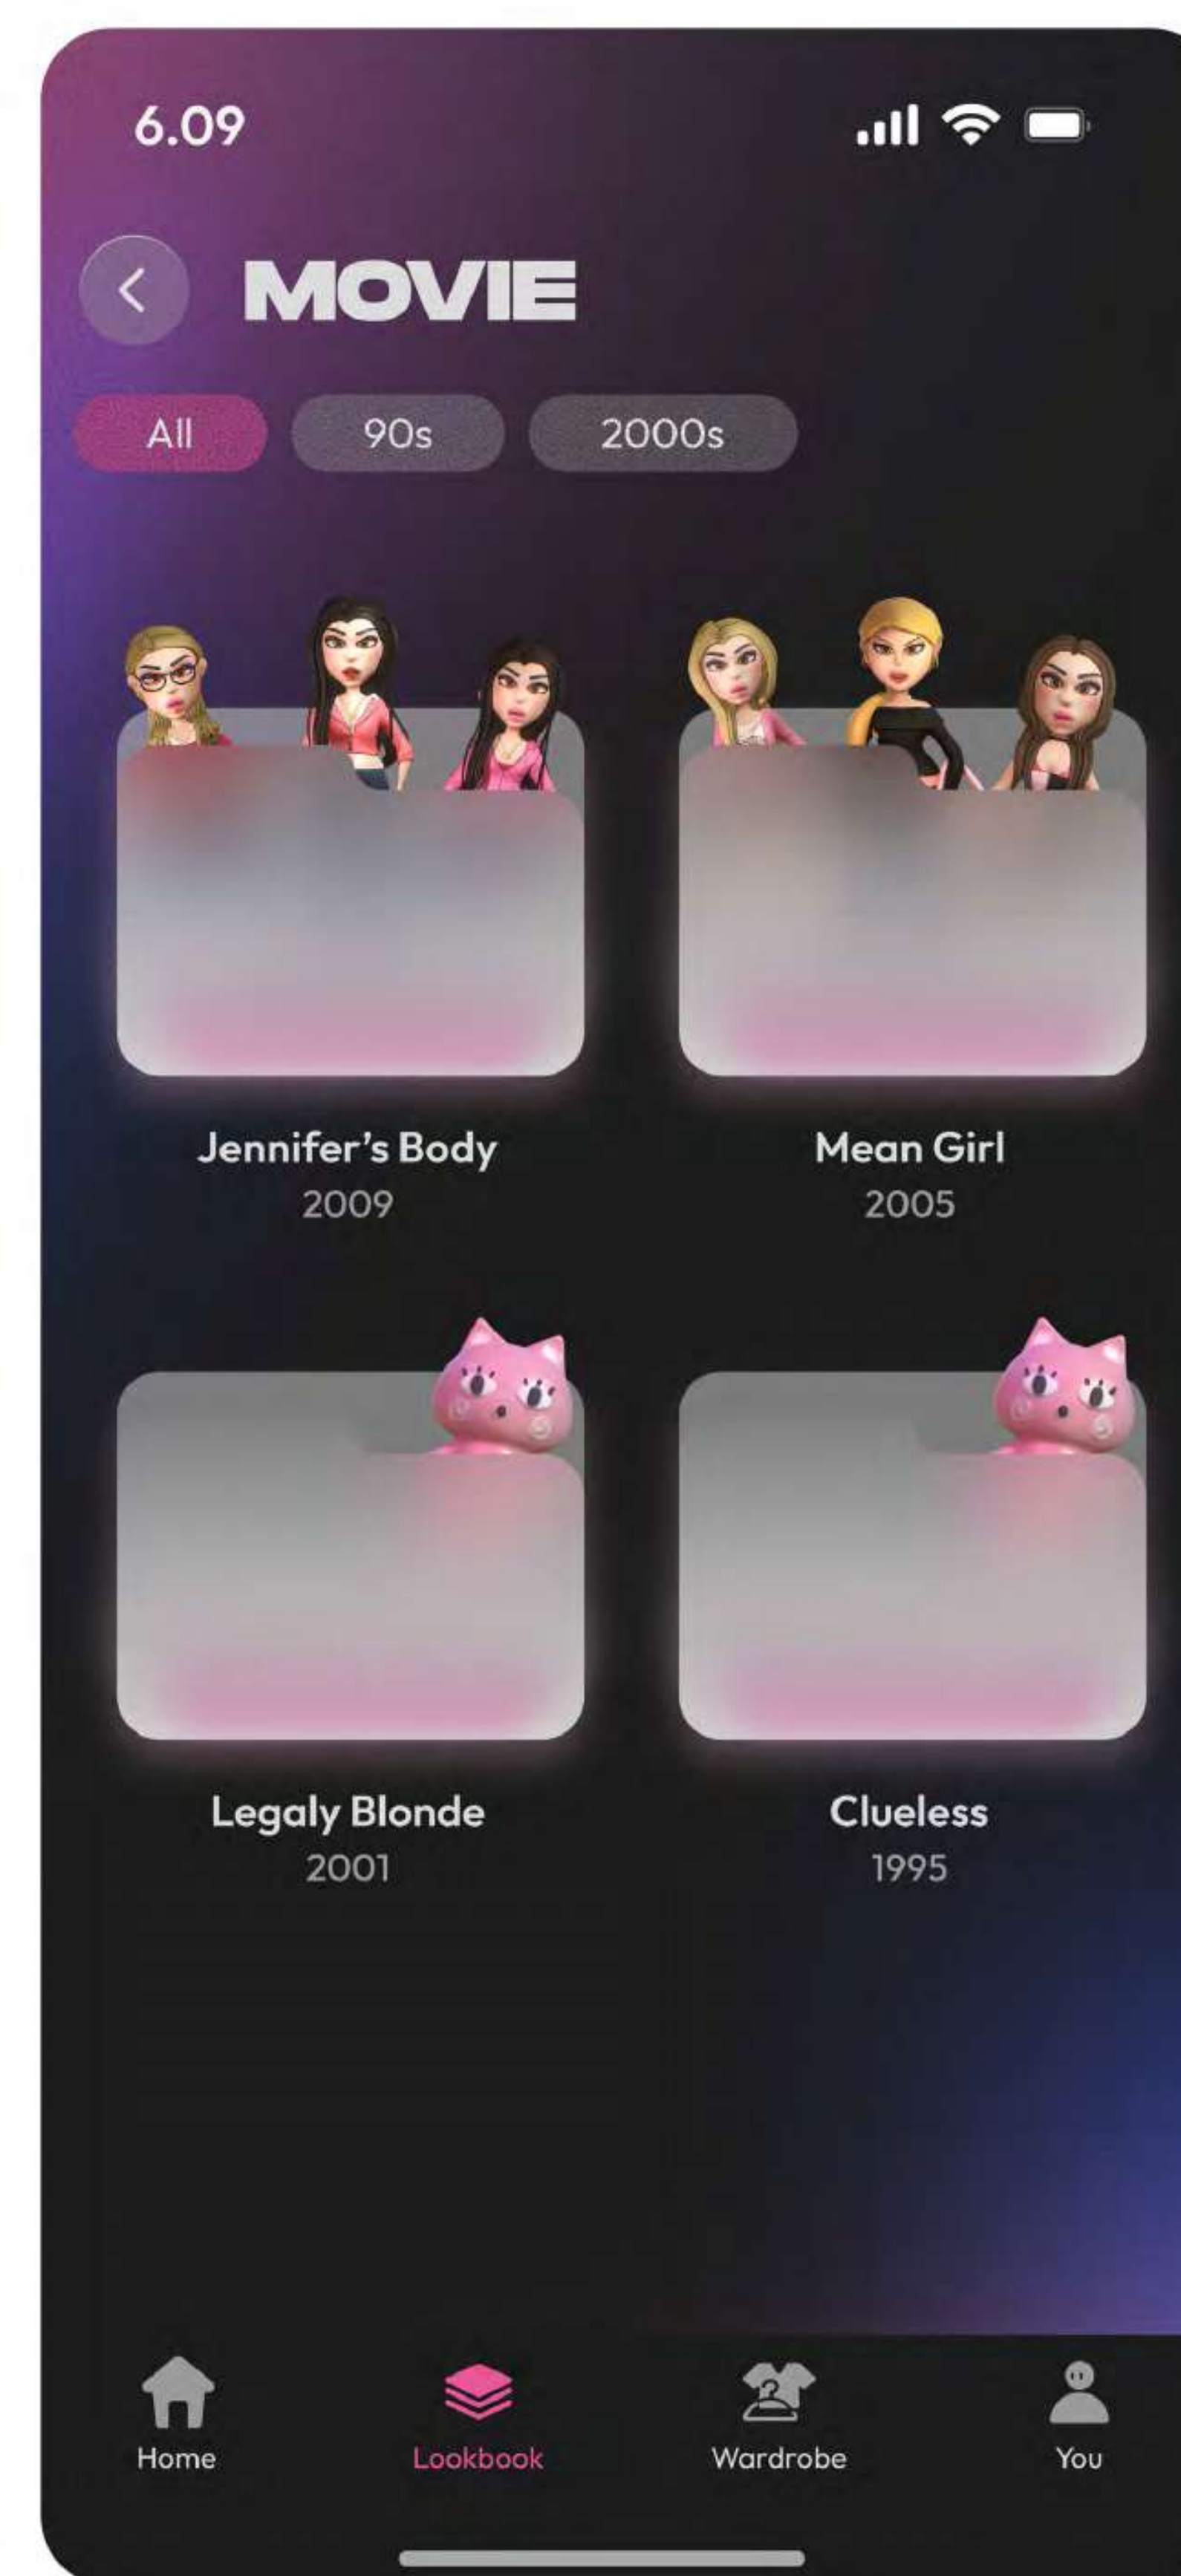 6.09
MOVIE
All 90s 2000s
Jennifer’s Body Mean Girl
2009 2005
Legaly Blonde Clueless
2001 1995
Home Lookbook Wardrobe You